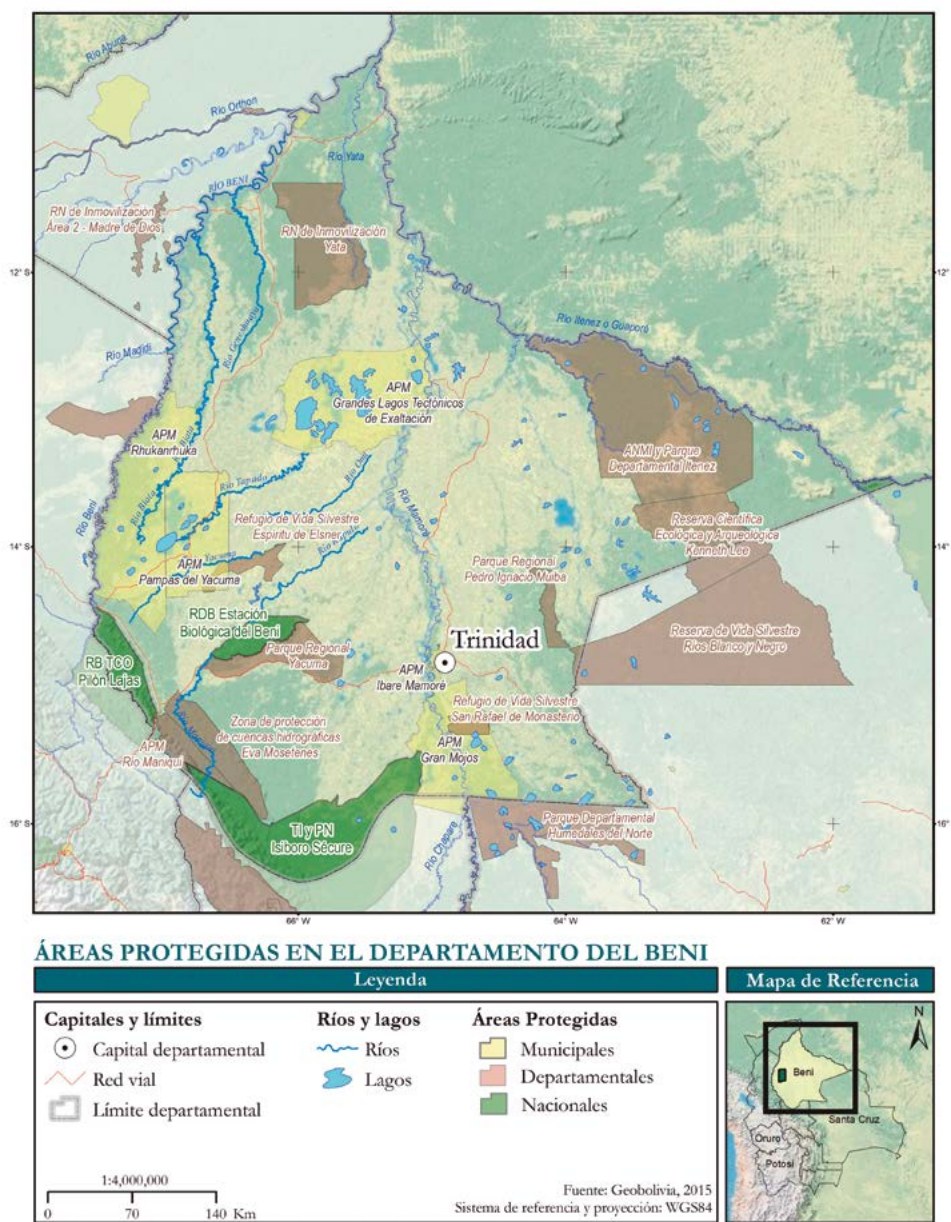 Río Abuna
Río Orthon
RÍO BENI
Río Yata
RN de Inmovilización
Área 2 - Madre de Dios
RN de Inmovilización
Yata
12° S
12° S
Río Itenez o Guaporé
Río Geneshuaya
Río Madidi
APM
Grandes Lagos Tectónicos
de Exaltación
APM
Rhukanrhuka
Río Biata
ANMI y Parque
Departamental Itenez
Río Tapado
Río Beni
Río Mamoré
Refugio de Vida Silvestre
Espiritu de Elsner
Reserva Científica
Ecológica y Arqueológica
Kenneth Lee
14° S
14° S
Río Yacuma
APM
Pampas del Yacuma
Parque Regional
Pedro Ignacio Muiba
RDB Estación
Biológica del Beni
Reserva de Vida Silvestre
Ríos Blanco y Negro
Trinidad
Parque Regional
Yacuma
RB TCO
Pilón Lajas
APM
Ibare Mamoré
Refugio de Vida Silvestre
San Rafael de Monasterio
Zona de protección
de cuencas hidrográficas
Eva Mosetenes
APM
Río Maniqui
APM
Gran Mojos
TI y PN
Isiboro Sécure
Río Chapare
Parque Departamental
Humedales del Norte
16° S
16°
66° W
64° W
62° W
ÁREAS PROTEGIDAS EN EL DEPARTAMENTO DEL BENI
Leyenda
Capitales y límites
Capital departamental
Red vial
Límite departamental
Ríos y lagos
Ríos
Lagos
Áreas Protegidas
Municipales
Departamentales
Nacionales
1:4,000,000
0 70 140 Km
Fuente: Geobolivia, 2015
Sistema de referencia y proyección: WGS84
Mapa de Referencia
N
Beni
Santa Cruz
Oruro
Potosí